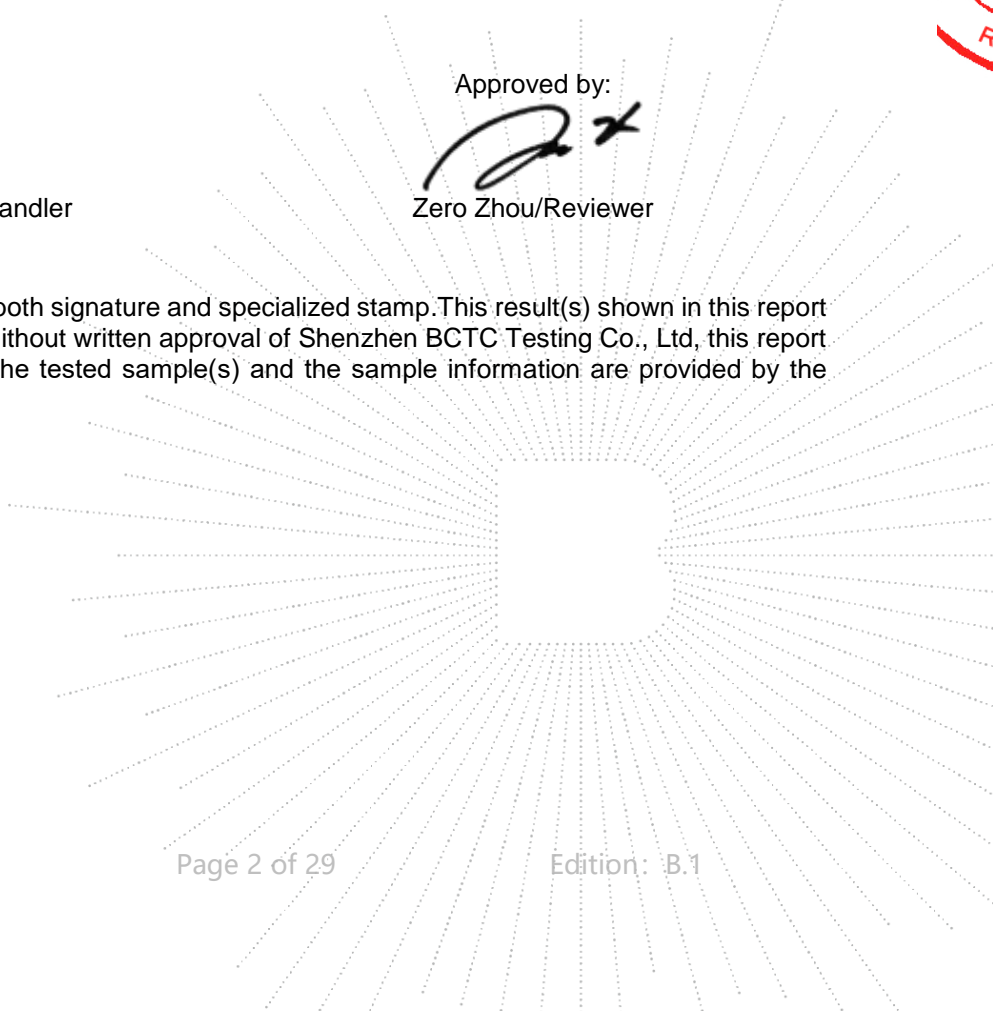 R
Approved by:
andler
Zero Zhou/Reviewer
both signature and specialized stamp.This result(s) shown in this report
ithout written approval of Shenzhen BCTC Testing Co., Ltd, this report
he tested sample(s) and the sample information are provided by the
Page 2 of 29
Edition: B.1